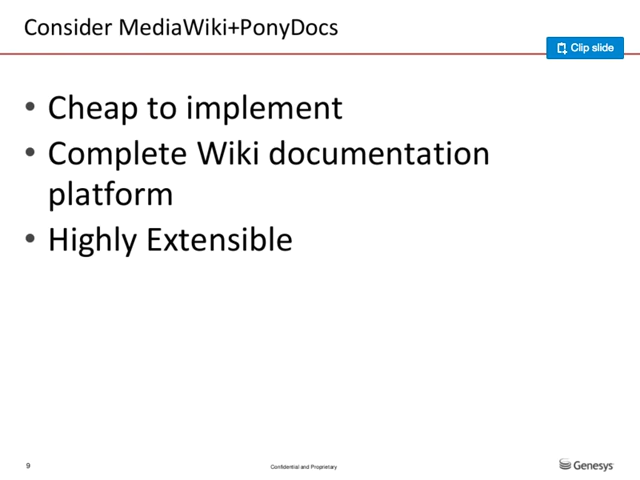 Consider MediaWiki+PonyDocs
Clip slide
• Cheap to implement
• Complete Wiki documentation
platform
• Highly Extensible
9
Confidential and Proprietary
Genesys